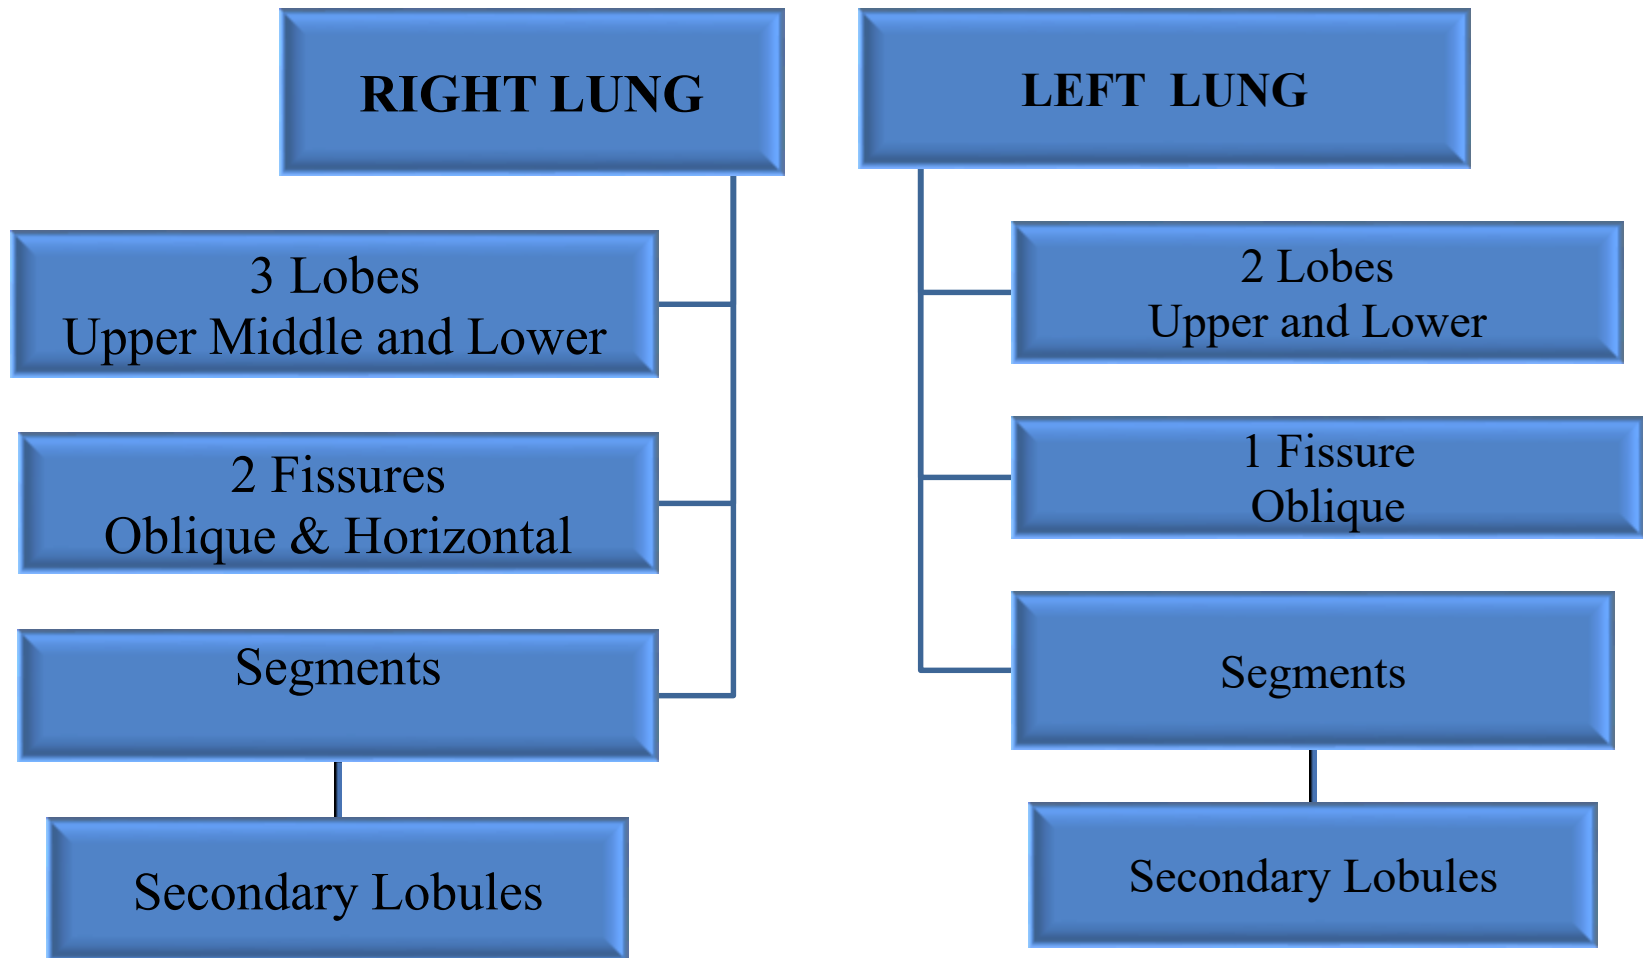 RIGHT LUNG
3 Lobes
Upper Middle and Lower
2 Fissures
Oblique & Horizontal
Segments
Secondary Lobules
LEFT LUNG
2 Lobes
Upper and Lower
1 Fissure
Oblique
Segments
Secondary Lobules